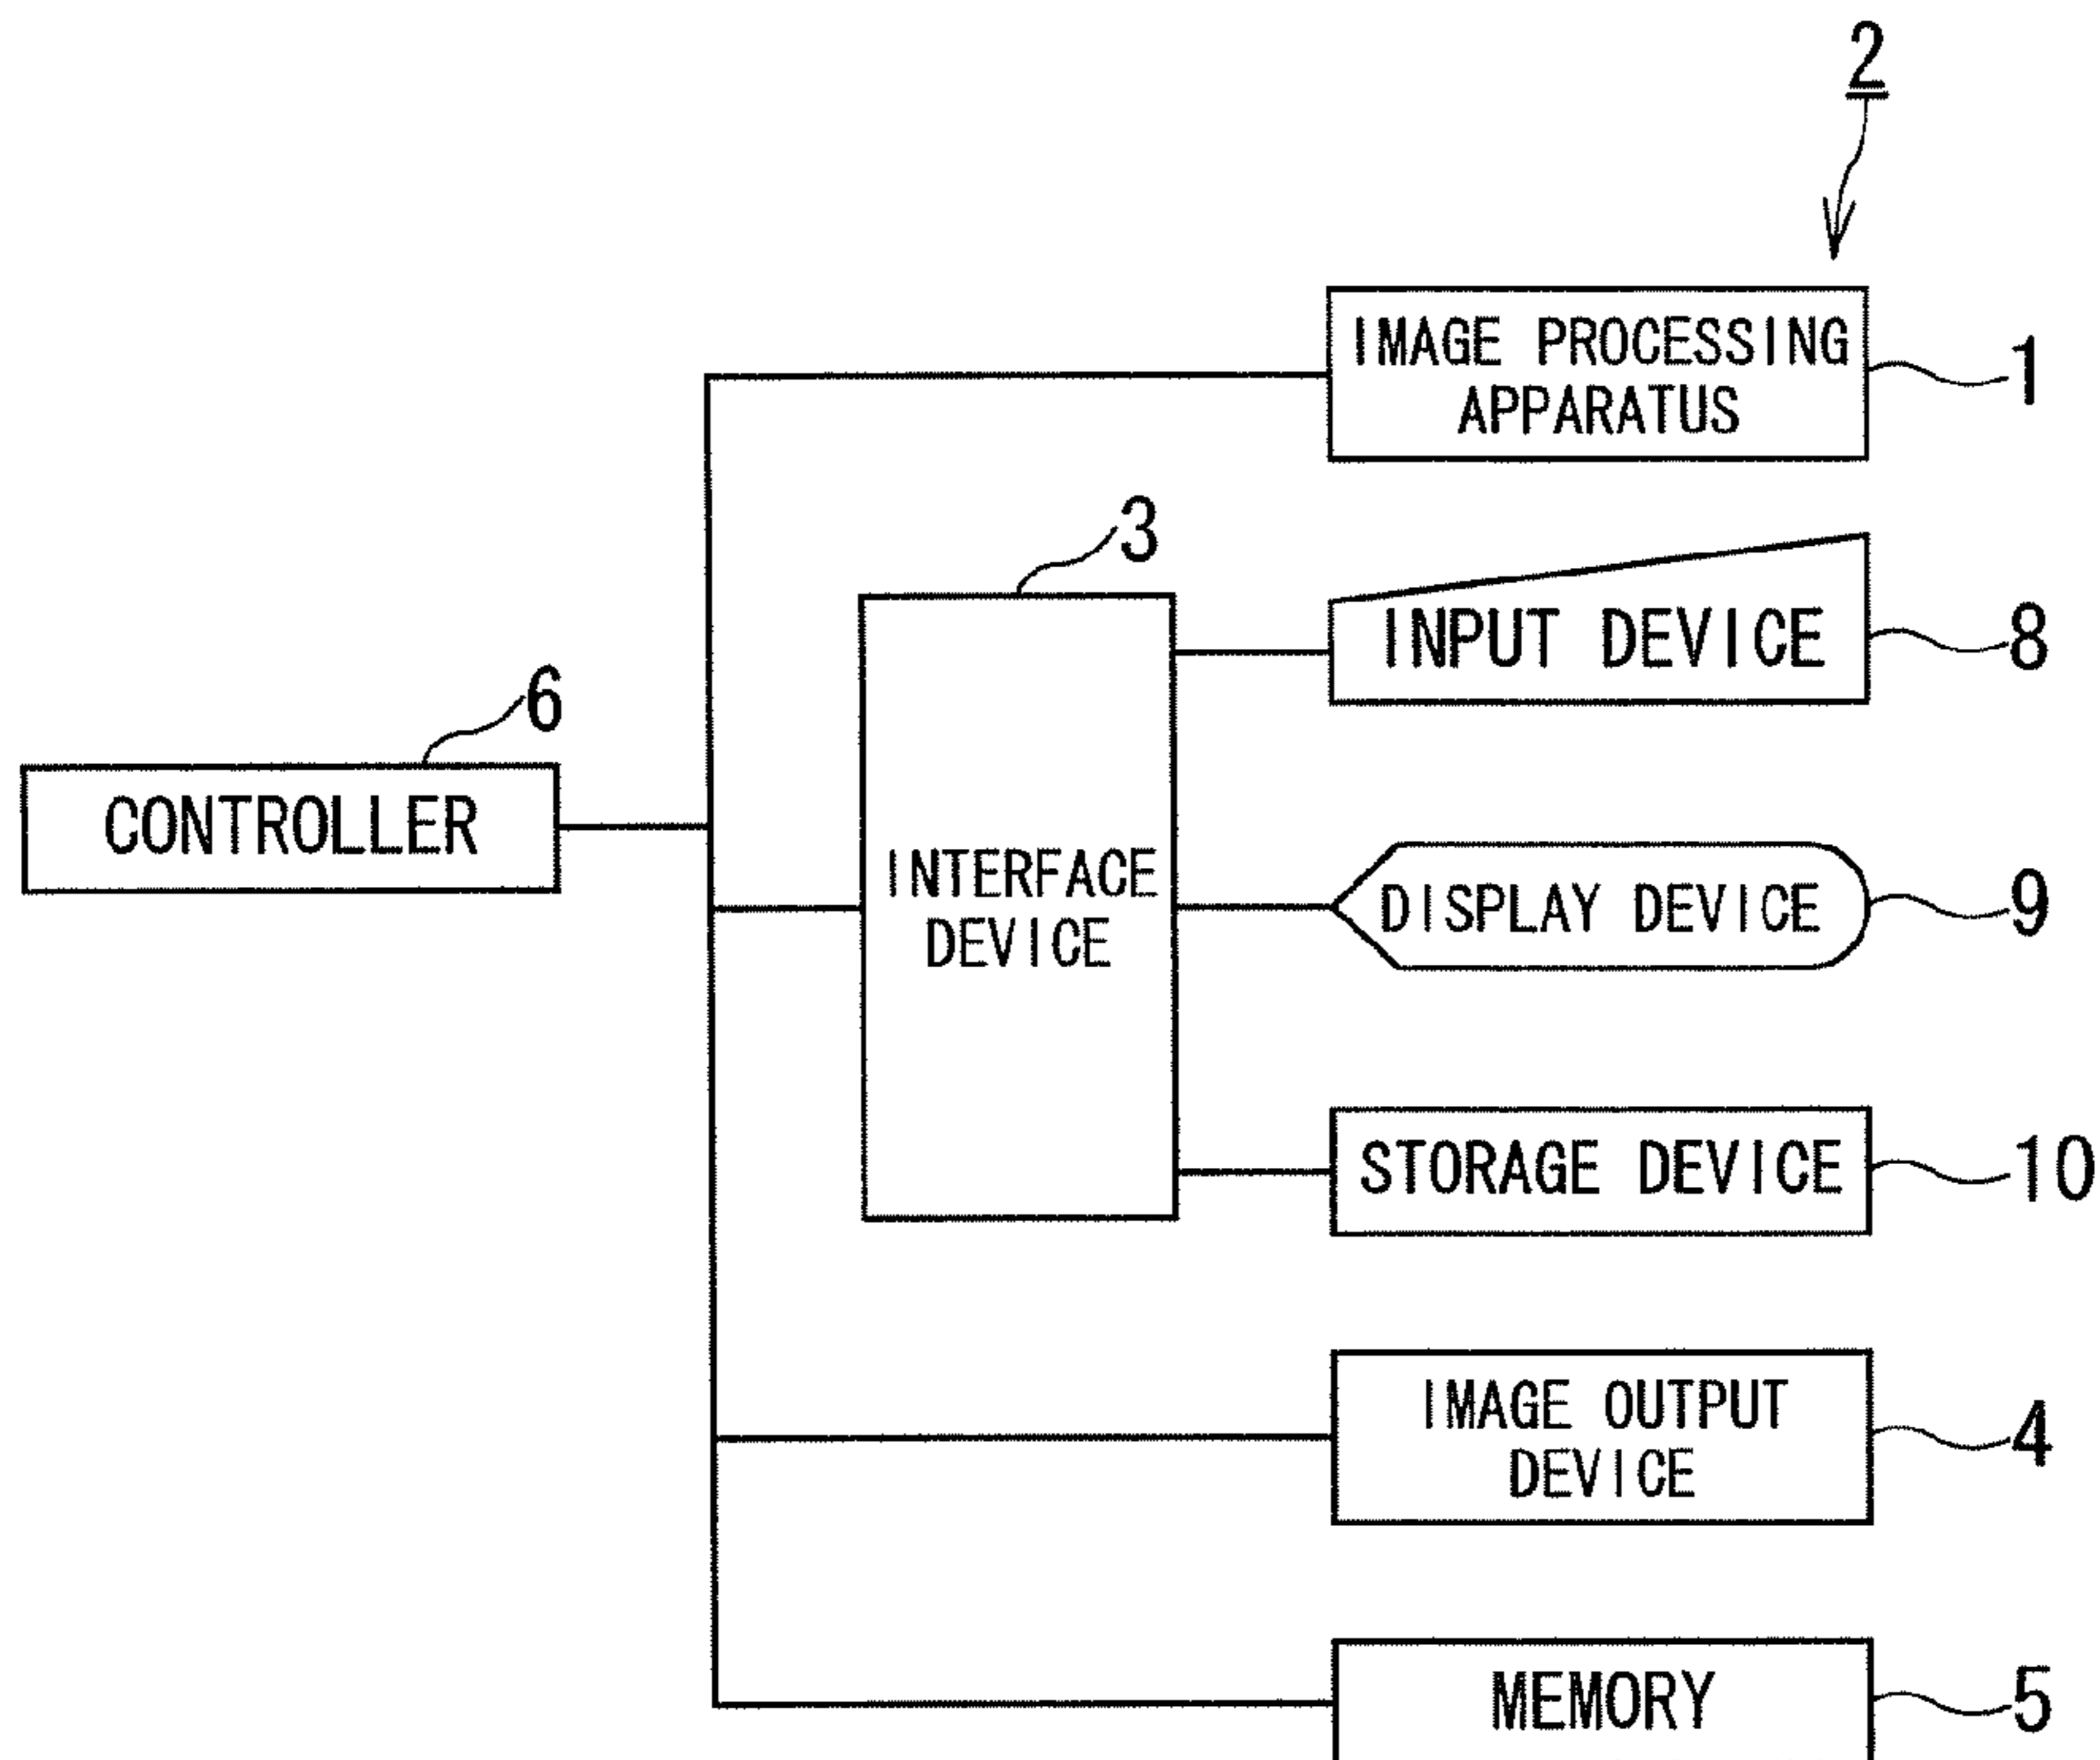 2
IMAGE PROCESSING
APPARATUS
1
3
INPUT DEVICE
8
6
CONTROLLER
INTERFACE
DEVICE
DISPLAY DEVICE
9
STORAGE DEVICE
10
IMAGE OUTPUT
DEVICE
4
MEMORY
5